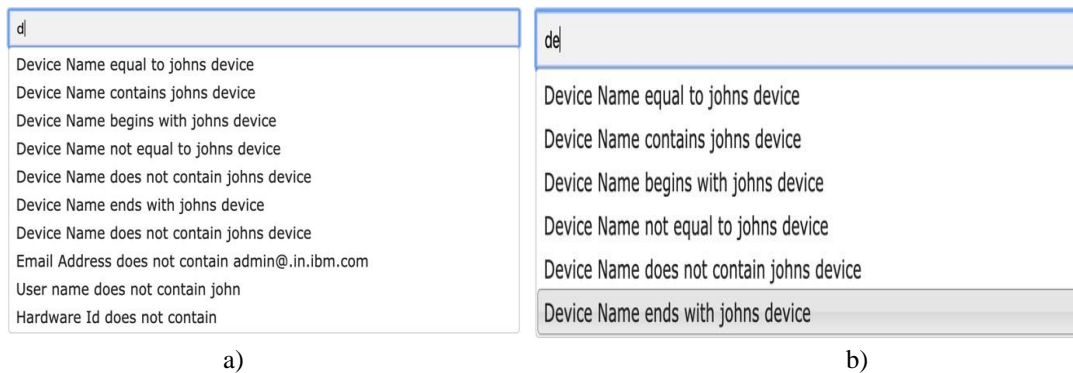 d
Device Name equal to johns device
Device Name contains johns device
Device Name begins with johns device
Device Name not equal to johns device
Device Name does not contain johns device
Device Name ends with johns device
Device Name does not contain johns device
Email Address does not contain admin@.in.ibm.com
User name does not contain john
Hardware Id does not contain
a)
de
Device Name equal to johns device
Device Name contains johns device
Device Name begins with johns device
Device Name not equal to johns device
Device Name does not contain johns device
Device Name ends with johns device
b)